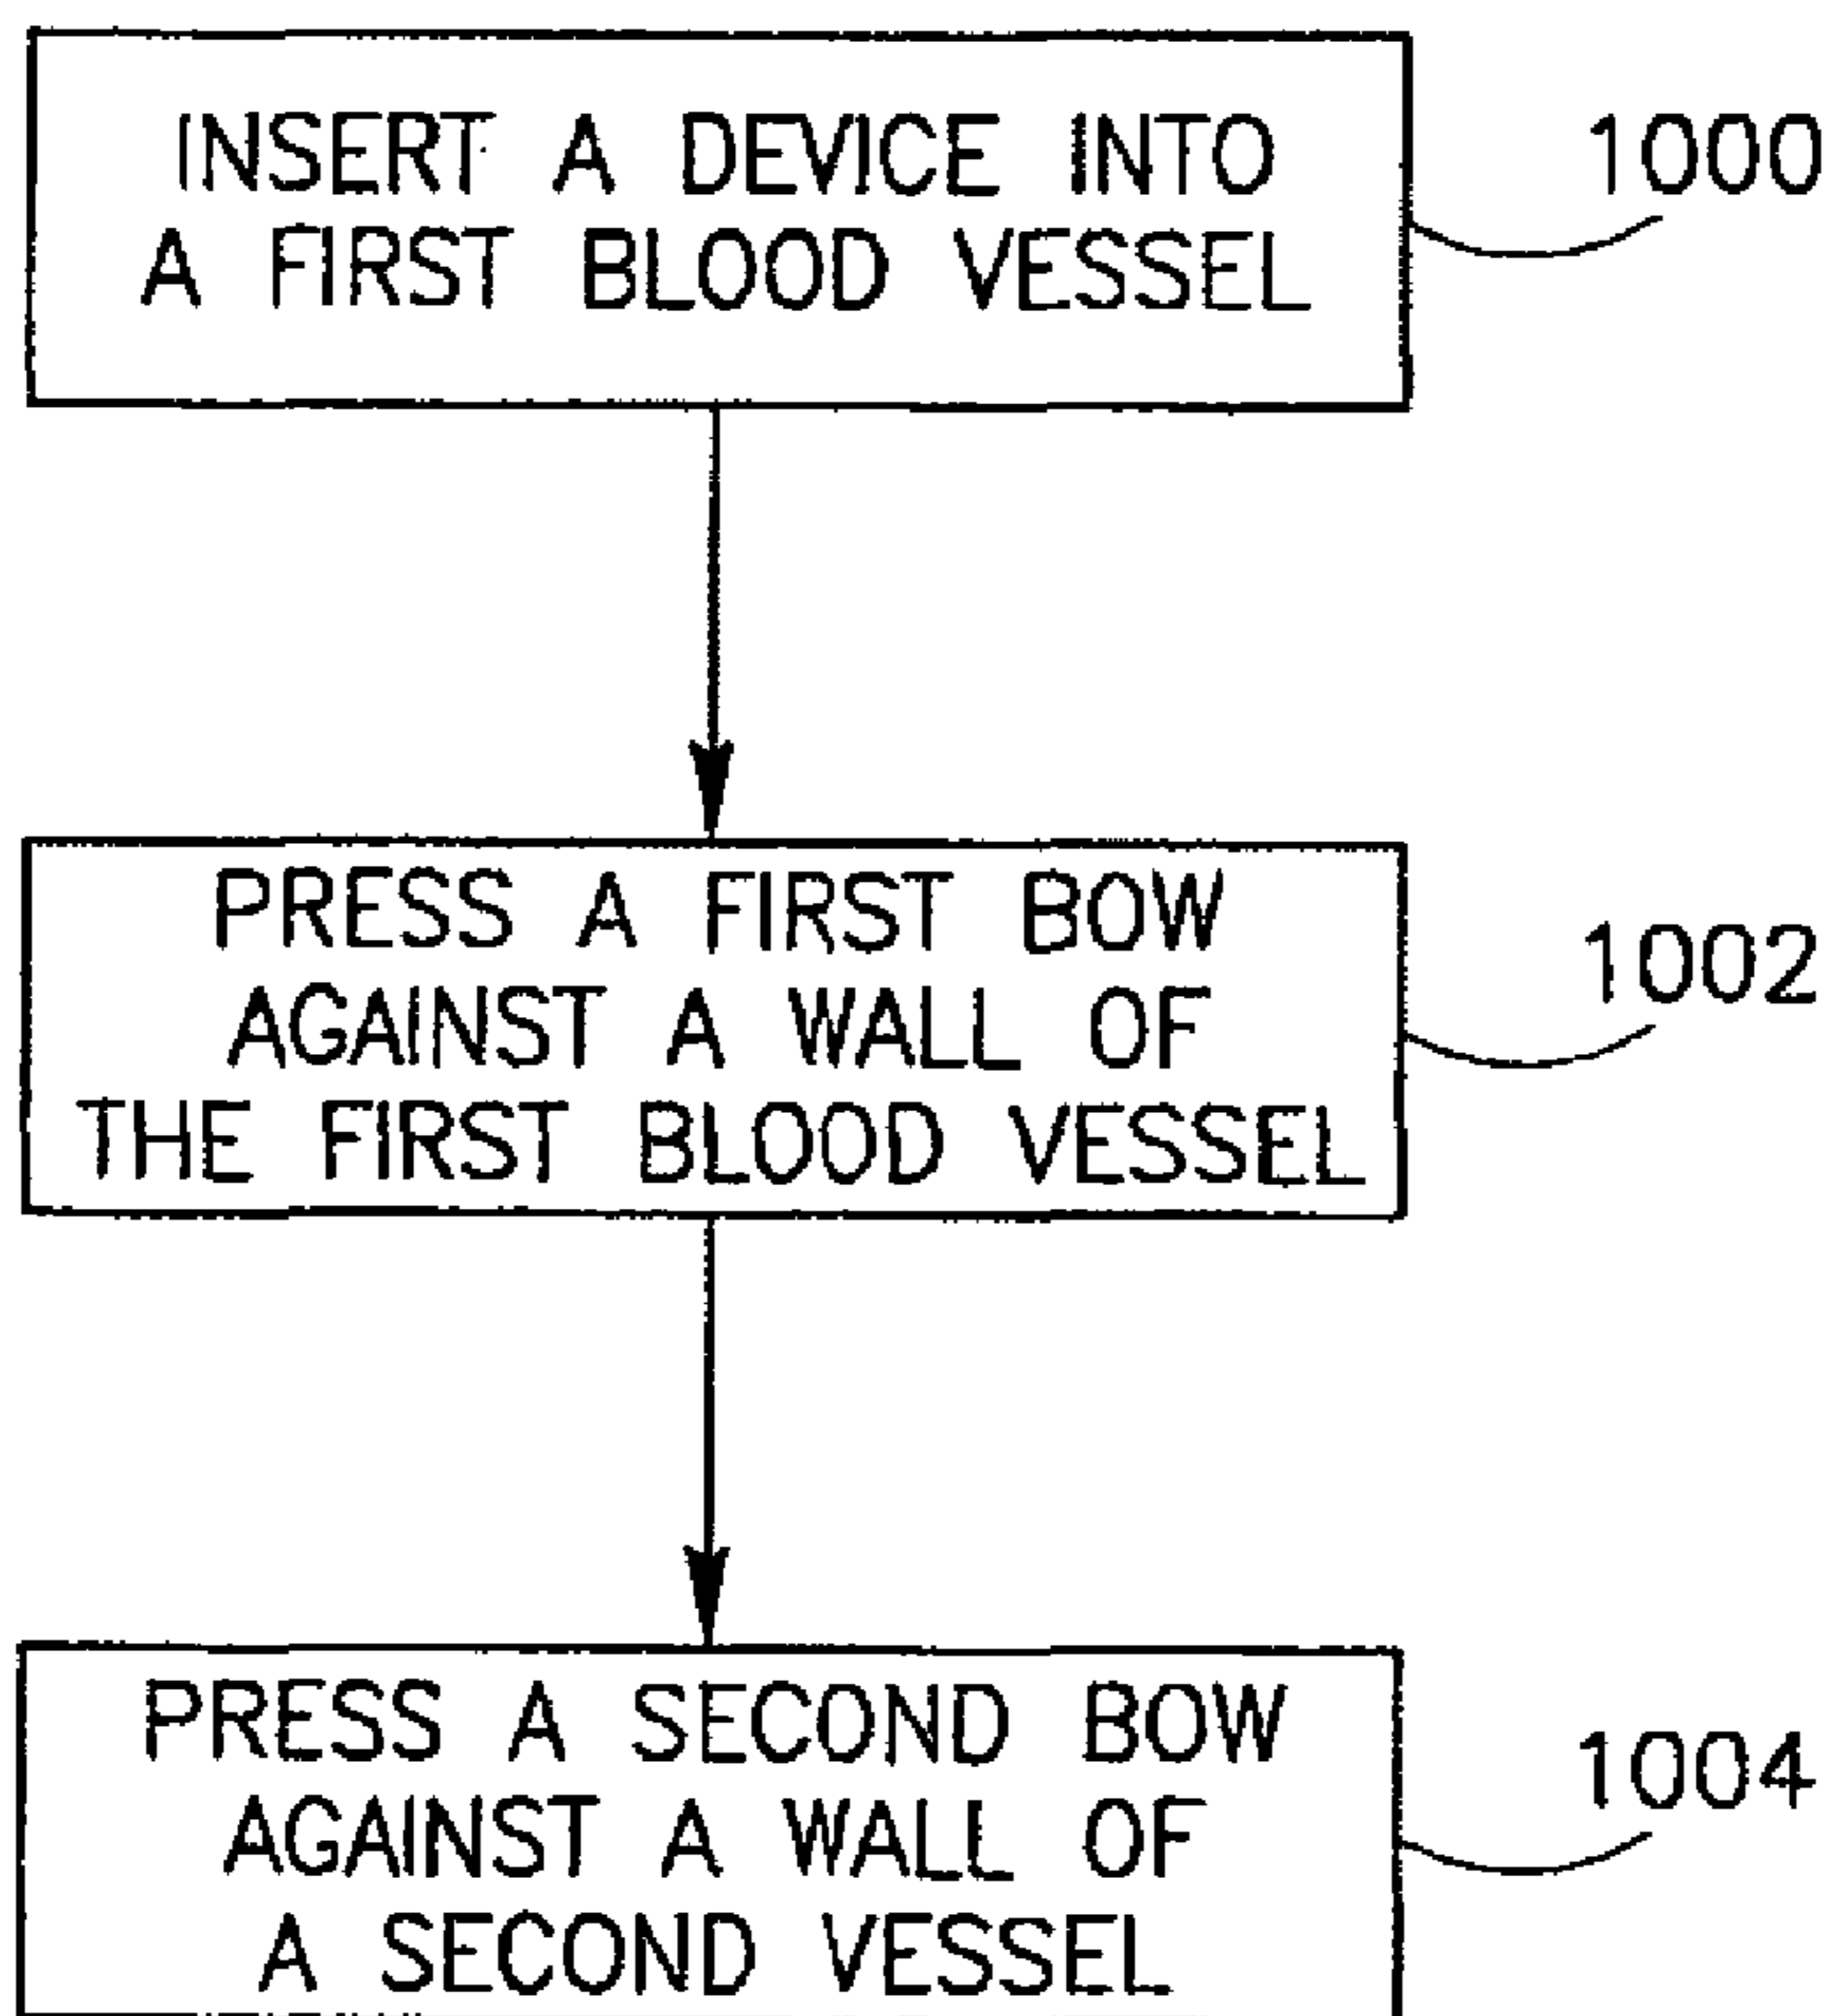 INSERT A DEVICE INTO
A FIRST BLOOD VESSEL
1000
PRESS A FIRST BOW
AGAINST A WALL OF
THE FIRST BLOOD VESSEL
1002
PRESS A SECOND BOW
AGAINST A WALL OF
A SECOND VESSEL
1004